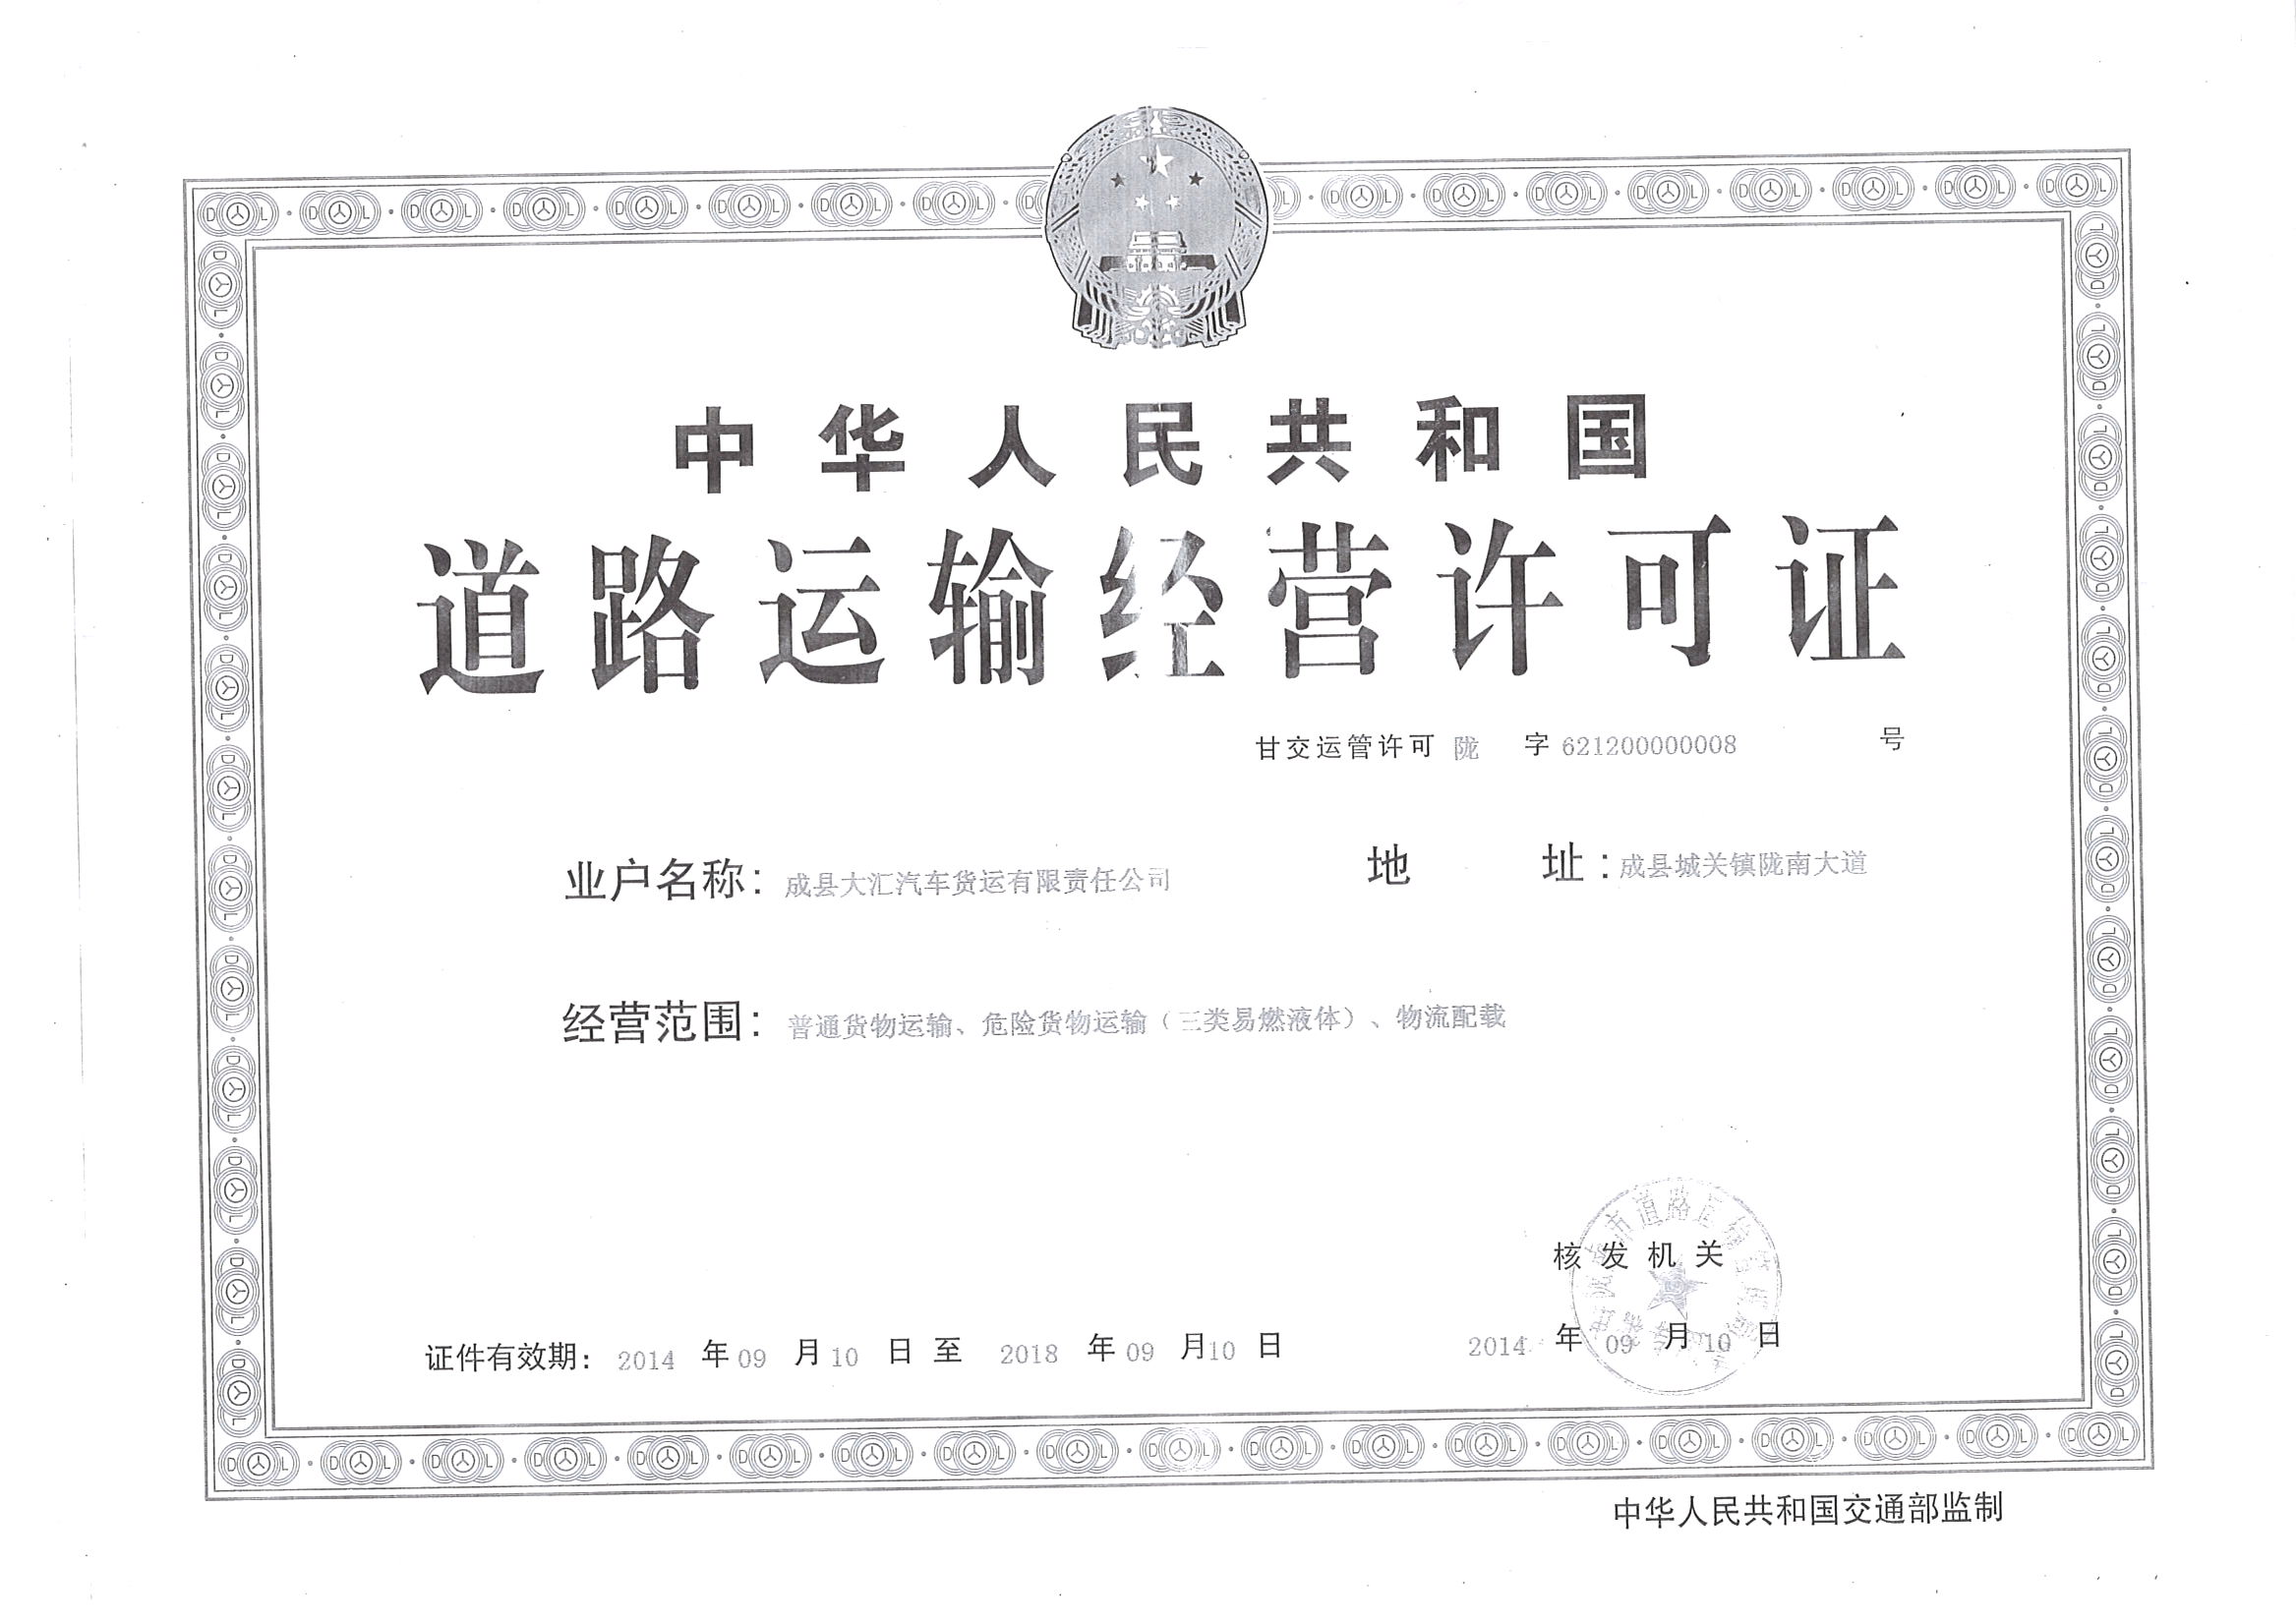 中华人民共和国
道路运输经营许可证
甘交运管许可 陇 字 621200000008 号
业户名称： 成县大汇汽车货运有限责任公司 地 址：成县城关镇陇南大道
经营范围： 普通货物运输、危险货物运输（三类易燃液体）、物流配载
核发机关
证件有效期： 2014 年 09 月 10 日 至 2018 年 09 月 10 日 2014 年 09 月 10 日
中华人民共和国交通部监制